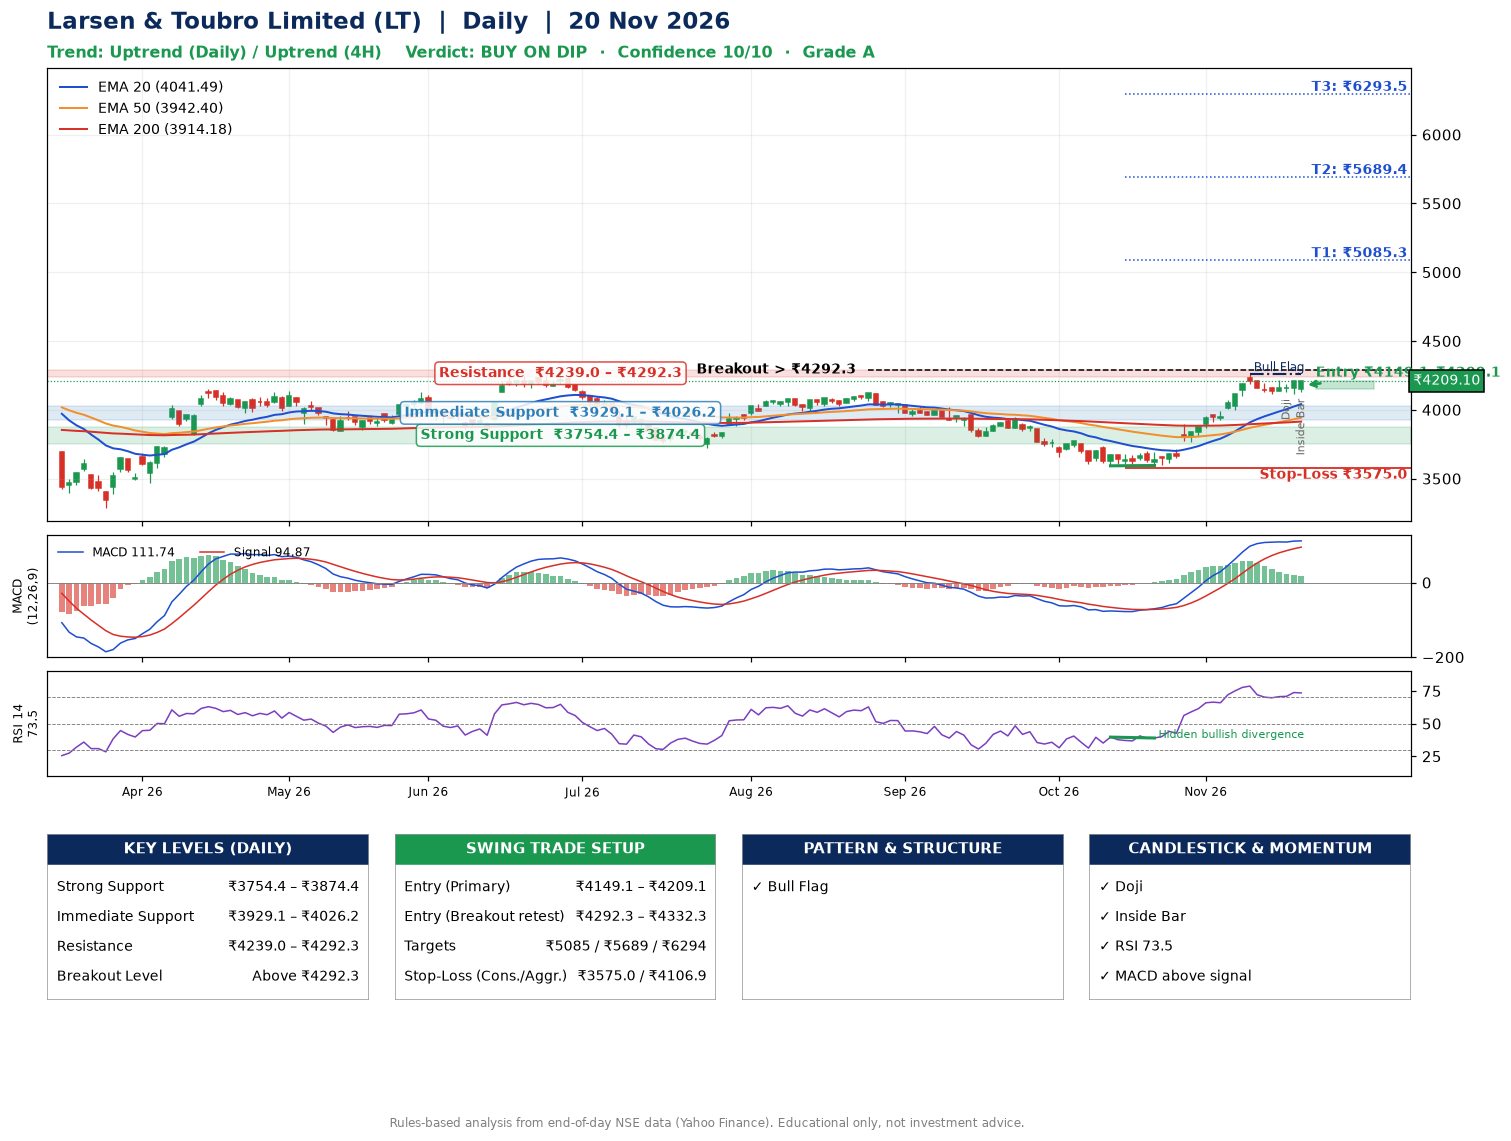 Larsen & Toubro Limited (LT)  |  Daily  |  20 Nov 2026
Trend: Uptrend (Daily) / Uptrend (4H)    Verdict: BUY ON DIP  ·  Confidence 10/10  ·  Grade A
EMA 20 (4041.49)
EMA 50 (3942.40)
EMA 200 (3914.18)
T3: ₹6293.5
6000
T2: ₹5689.4
5500
T1: ₹5085.3
5000
4500
Resistance  ₹4239.0 – ₹4292.3
Breakout > ₹4292.3
Bull Flag
₹4209.10
Immediate Support  ₹3929.1 – ₹4026.2
4000
Doji
Inside Bar
Strong Support  ₹3754.4 – ₹3874.4
Stop-Loss ₹3575.0
3500
MACD 111.74
Signal 94.87
MACD
(12,26,9)
0
−200
RSI 14
73.5
75
50
25
Hidden bullish divergence
Apr 26
May 26
Jun 26
Jul 26
Aug 26
Sep 26
Oct 26
Nov 26
KEY LEVELS (DAILY)
Strong Support ₹3754.4 – ₹3874.4
Immediate Support ₹3929.1 – ₹4026.2
Resistance ₹4239.0 – ₹4292.3
Breakout Level Above ₹4292.3
SWING TRADE SETUP
Entry (Primary) ₹4149.1 – ₹4209.1
Entry (Breakout retest) ₹4292.3 – ₹4332.3
Targets ₹5085 / ₹5689 / ₹6294
Stop-Loss (Cons./Aggr.) ₹3575.0 / ₹4106.9
PATTERN & STRUCTURE
✓ Bull Flag
CANDLESTICK & MOMENTUM
✓ Doji
✓ Inside Bar
✓ RSI 73.5
✓ MACD above signal
Rules-based analysis from end-of-day NSE data (Yahoo Finance). Educational only, not investment advice.